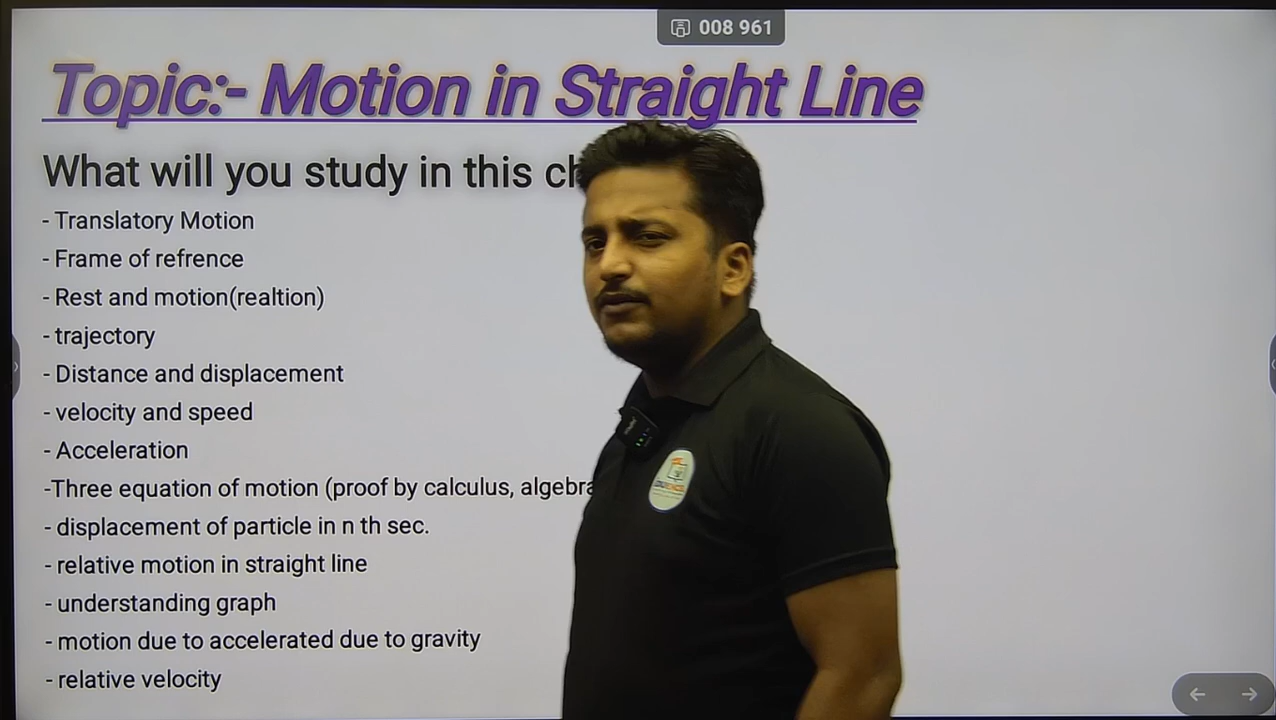 008 961
Topic:- Motion in Straight Line
What will you study in this
- Translatory Motion
- Frame of refrence
- Rest and motion(realtion)
- trajectory
- Distance and displacement
- velocity and speed
- Acceleration
-Three equation of motion (proof by calculus, algebra
- displacement of particle in n th sec.
- relative motion in straight line
- understanding graph
- motion due to accelerated due to gravity
- relative velocity